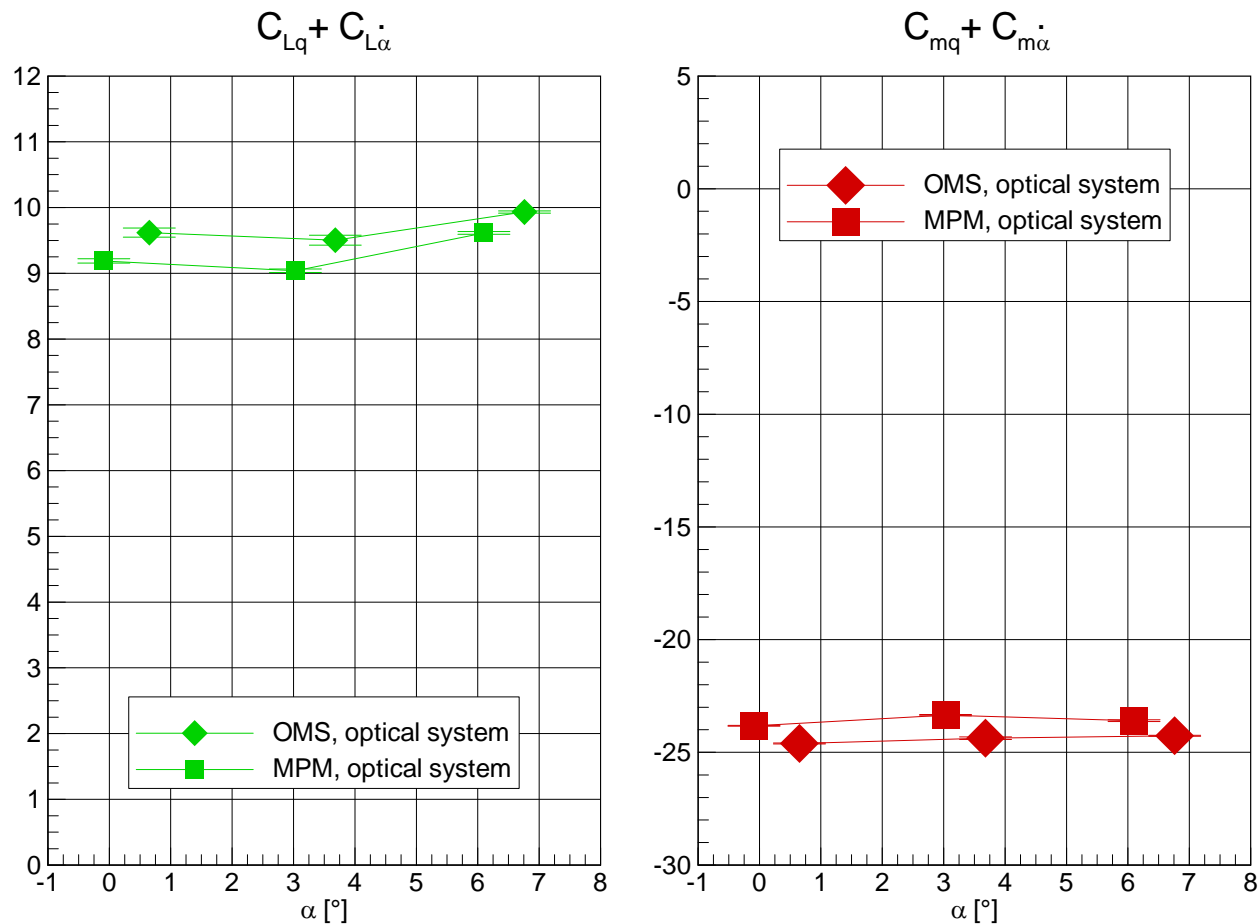 C_Lq + C_Lα̇
12
11
10
9
8
7
6
5
4
3
2
1
0
OMS, optical system
MPM, optical system
-1 0 1 2 3 4 5 6 7 8
α [°]
C_mq + C_mα̇
5
0
-5
-10
-15
-20
-25
-30
OMS, optical system
MPM, optical system
-1 0 1 2 3 4 5 6 7 8
α [°]